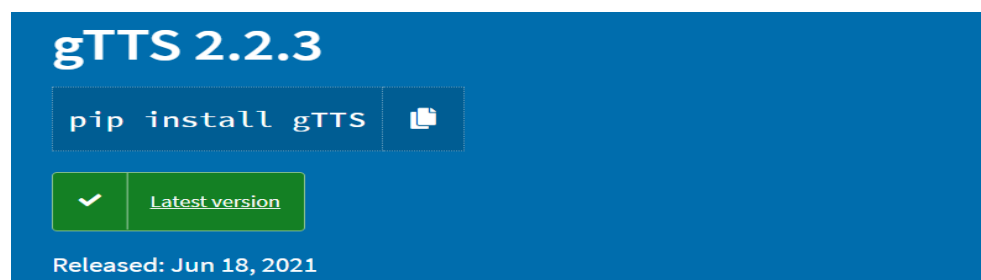 gTTS 2.2.3
pip install gTTS
Latest version
Released: Jun 18, 2021